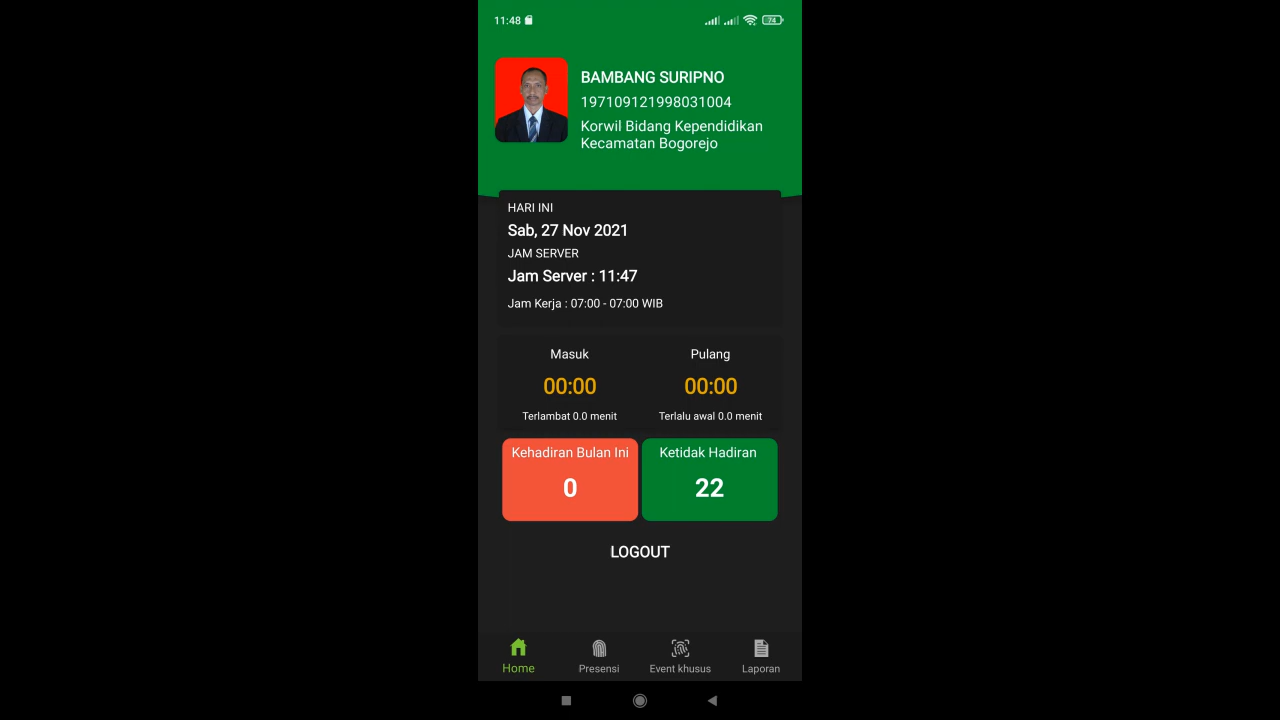 11:48
74
BAMBANG SURIPNO
197109121998031004
Korwil Bidang Kependidikan
Kecamatan Bogorejo
HARI INI
Sab, 27 Nov 2021
JAM SERVER
Jam Server : 11:47
Jam Kerja : 07:00 - 07:00 WIB
Masuk
Pulang
00:00
00:00
Terlambat 0.0 menit
Terlalu awal 0.0 menit
Kehadiran Bulan Ini
Ketidak Hadiran
0
22
LOGOUT
Home
Presensi
Event khusus
Laporan